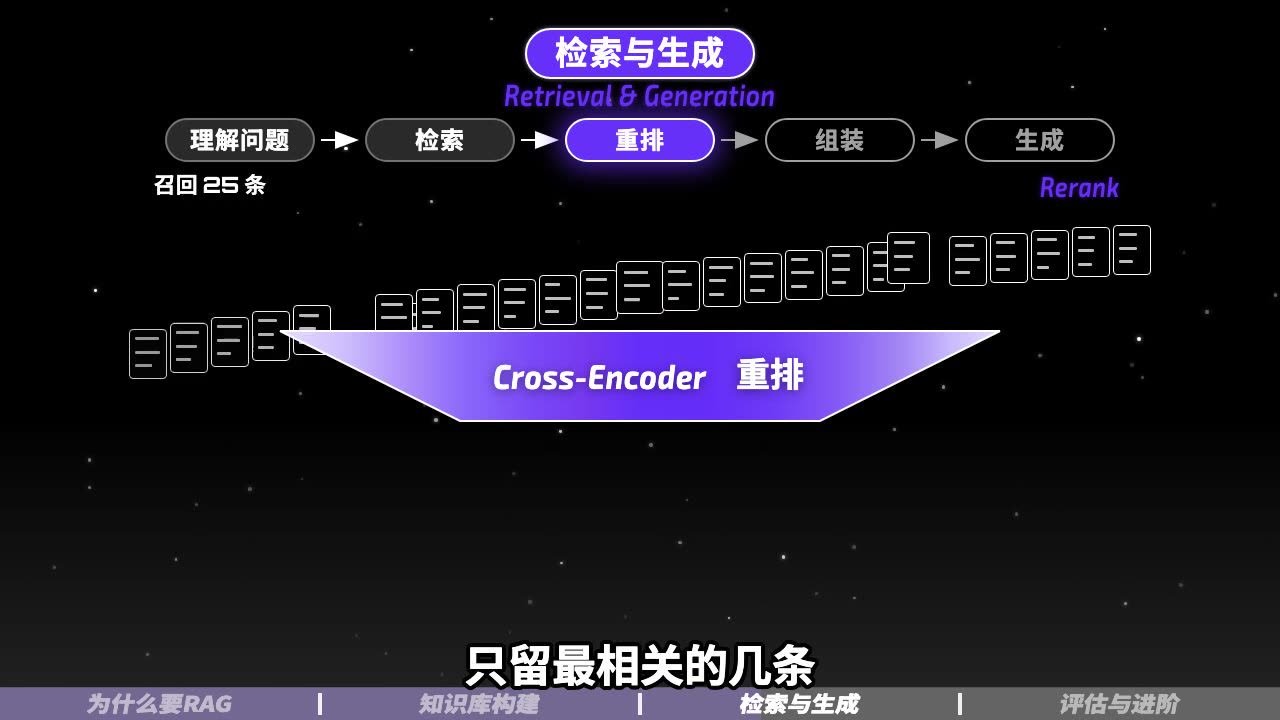 检索与生成
Retrieval & Generation
理解问题 检索 重排 组装 生成
召回 25 条 Rerank
Cross-Encoder 重排
只留最相关的几条
为什么要RAG 知识库构建 检索与生成 评估与进阶